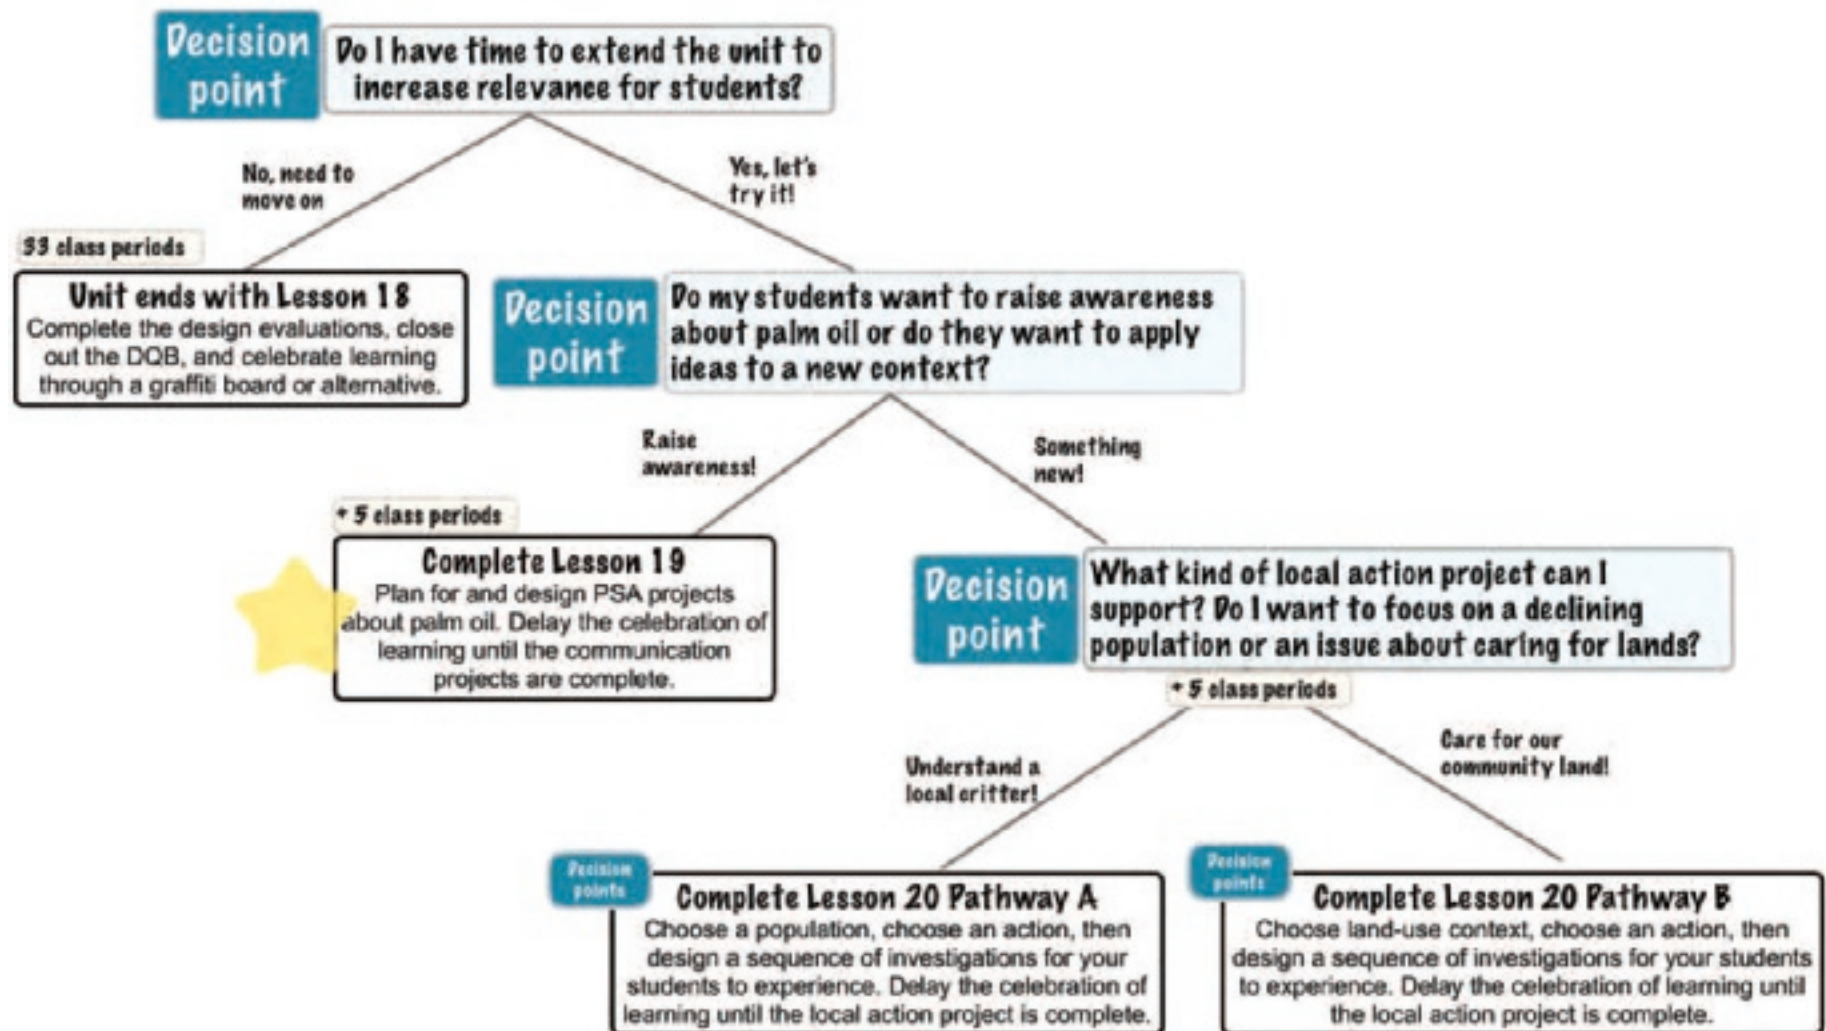 Decision
point
Do I have time to extend the unit to
increase relevance for students?
No, need to
move on
Yes, let's
try it!
33 class periods
Unit ends with Lesson 18
Complete the design evaluations, close
out the DQB, and celebrate learning
through a graffiti board or alternative.
Decision
point
Do my students want to raise awareness
about palm oil or do they want to apply
ideas to a new context?
Raise
awareness!
Something
new!
+ 5 class periods
Complete Lesson 19
Plan for and design PSA projects
about palm oil. Delay the celebration of
learning until the communication
projects are complete.
Decision
point
What kind of local action project can I
support? Do I want to focus on a declining
population or an issue about caring for lands?
+ 5 class periods
Understand a
local critter!
Care for our
community land!
Decision
points
Complete Lesson 20 Pathway A
Choose a population, choose an action, then
design a sequence of investigations for your
students to experience. Delay the celebration of
learning until the local action project is complete.
Decision
points
Complete Lesson 20 Pathway B
Choose land-use context, choose an action, then
design a sequence of investigations for your students
to experience. Delay the celebration of learning until
the local action project is complete.